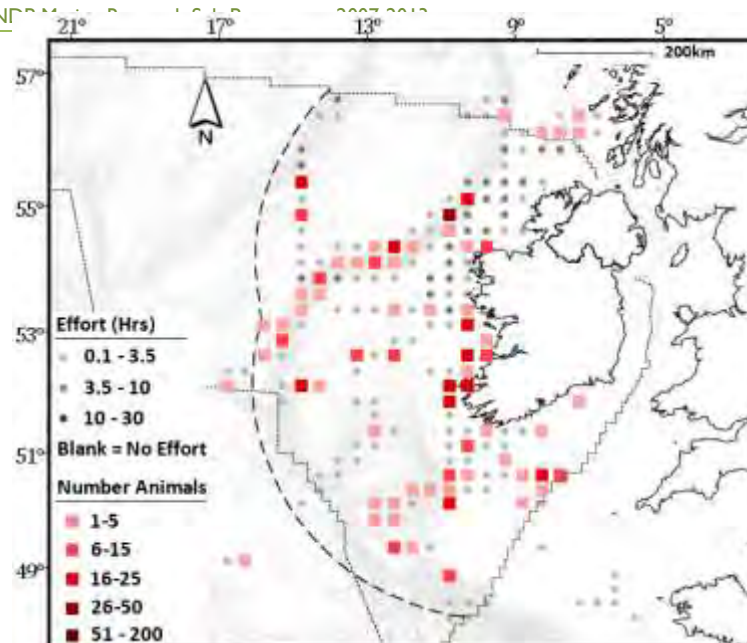 21° 17° 13° 9° 5°
200km
57°
N
55°
53°
Effort (Hrs)
0.1 - 3.5
3.5 - 10
10 - 30
51°
Blank = No Effort
Number Animals
1-5
6-15
49°
16-25
26-50
51 - 200